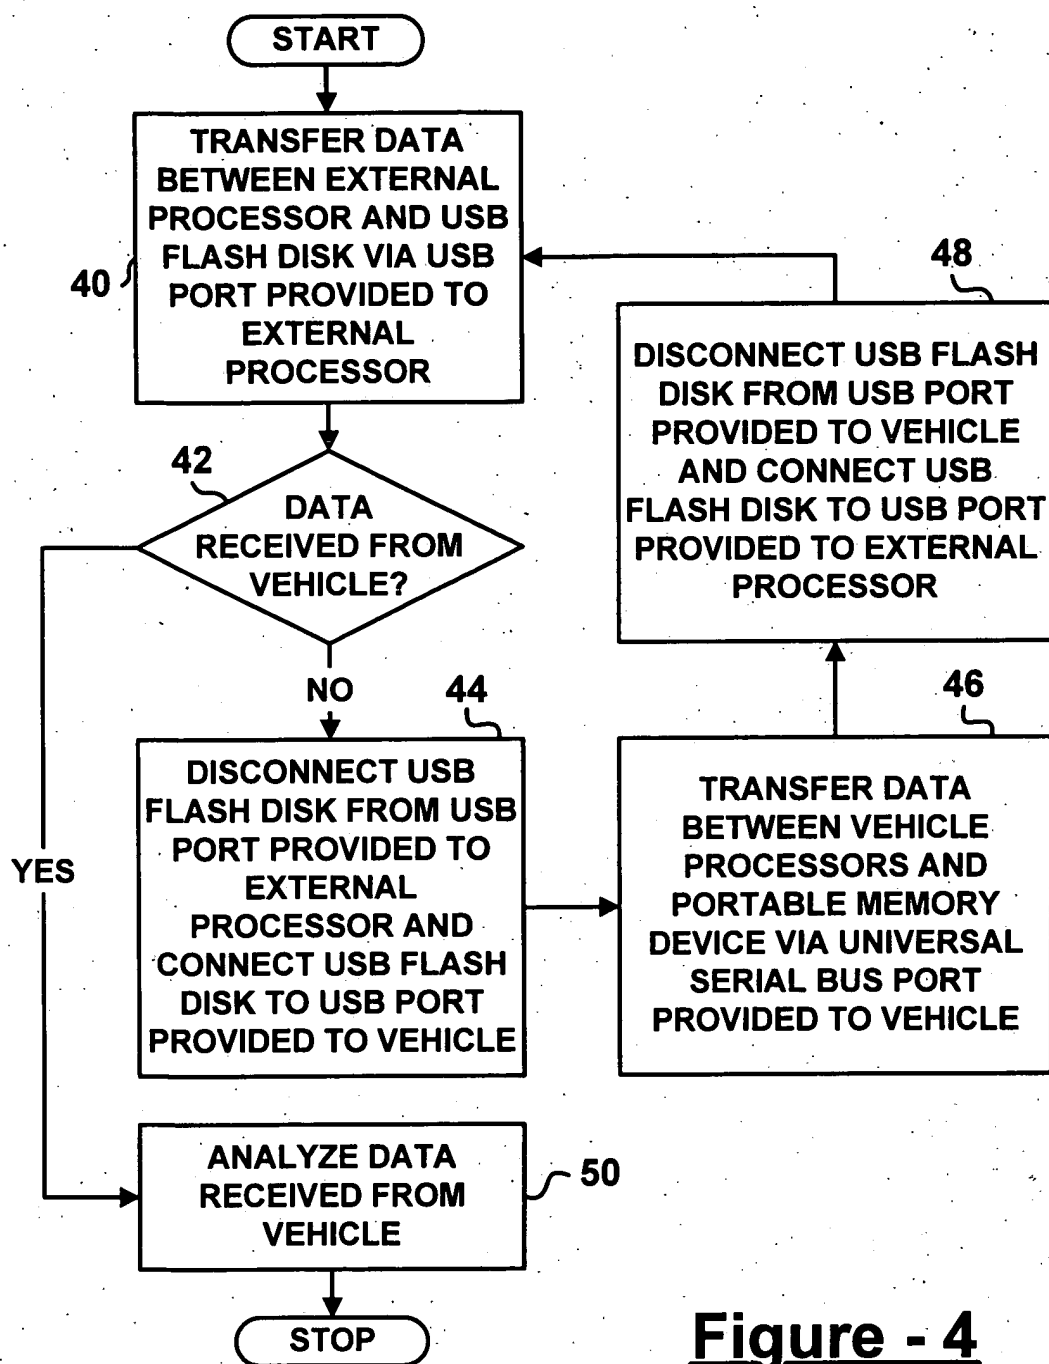 START
TRANSFER DATA
BETWEEN EXTERNAL
PROCESSOR AND USB
FLASH DISK VIA USB
PORT PROVIDED TO
EXTERNAL
PROCESSOR
40
42
DATA
RECEIVED FROM
VEHICLE?
YES
NO
44
DISCONNECT USB
FLASH DISK FROM USB
PORT PROVIDED TO
EXTERNAL
PROCESSOR AND
CONNECT USB FLASH
DISK TO USB PORT
PROVIDED TO VEHICLE
46
TRANSFER DATA
BETWEEN VEHICLE
PROCESSORS AND
PORTABLE MEMORY
DEVICE VIA UNIVERSAL
SERIAL BUS PORT
PROVIDED TO VEHICLE
48
DISCONNECT USB FLASH
DISK FROM USB PORT
PROVIDED TO VEHICLE
AND CONNECT USB
FLASH DISK TO USB PORT
PROVIDED TO EXTERNAL
PROCESSOR
ANALYZE DATA
RECEIVED FROM
VEHICLE
50
STOP
Figure - 4